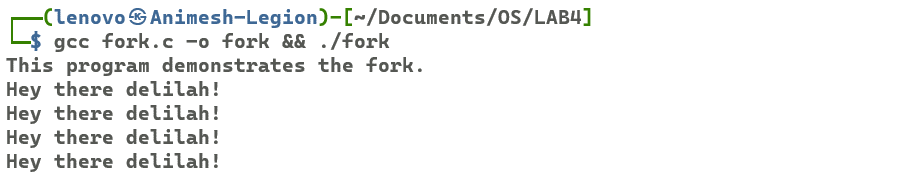 ┌──(lenovo㉿Animesh-Legion)-[~/Documents/OS/LAB4]
└─$ gcc fork.c -o fork && ./fork
This program demonstrates the fork.
Hey there delilah!
Hey there delilah!
Hey there delilah!
Hey there delilah!